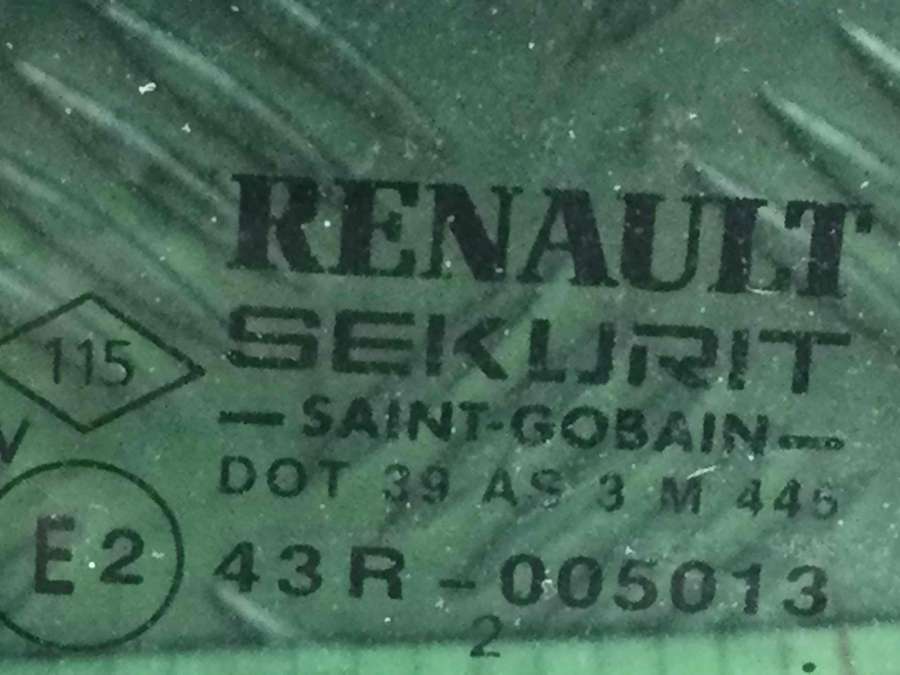 RENAULT
SEKURIT
115
— SAINT-GOBAIN —
V
DOT 39 AS 3 M 446
E2
43R - 005013
2